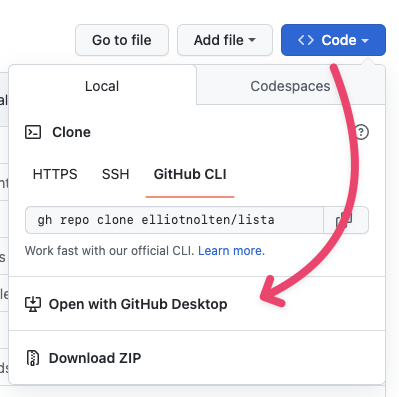 Go to file
Add file
Code
Local
Codespaces
Clone
HTTPS
SSH
GitHub CLI
gh repo clone elliotnolten/lista
Work fast with our official CLI. Learn more.
Open with GitHub Desktop
Download ZIP